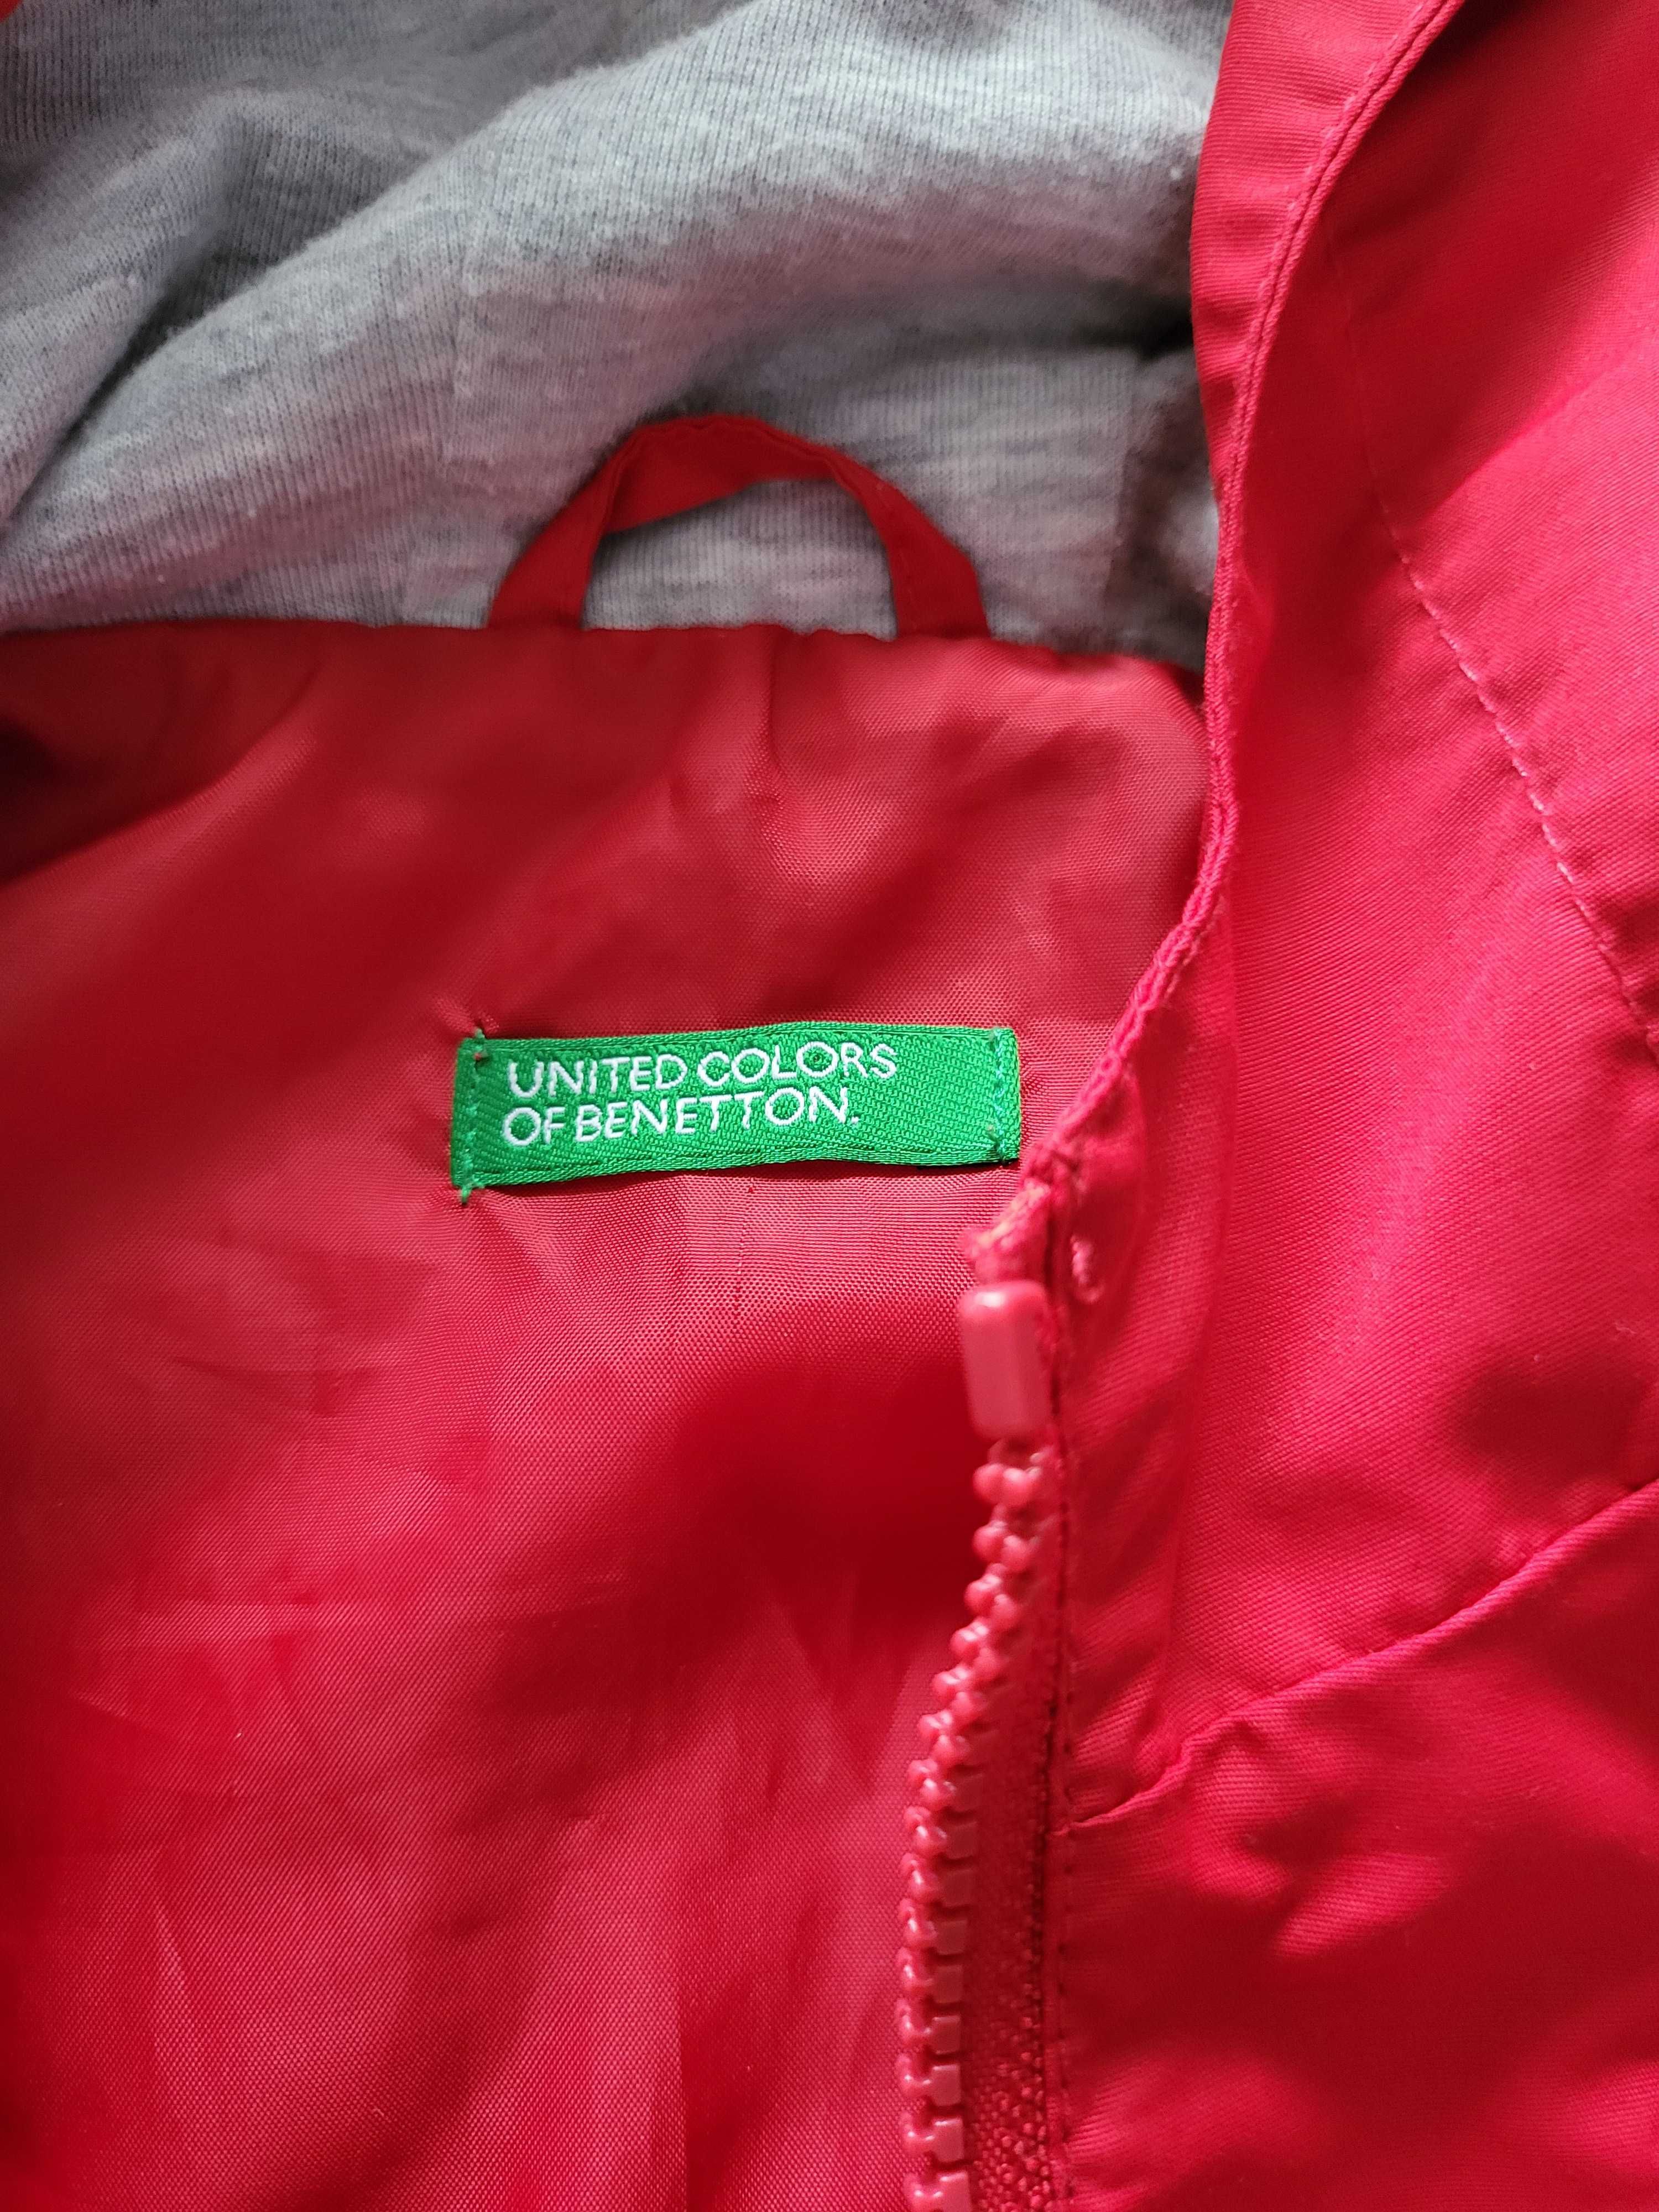 UNITED COLORS
OF BENETTON.